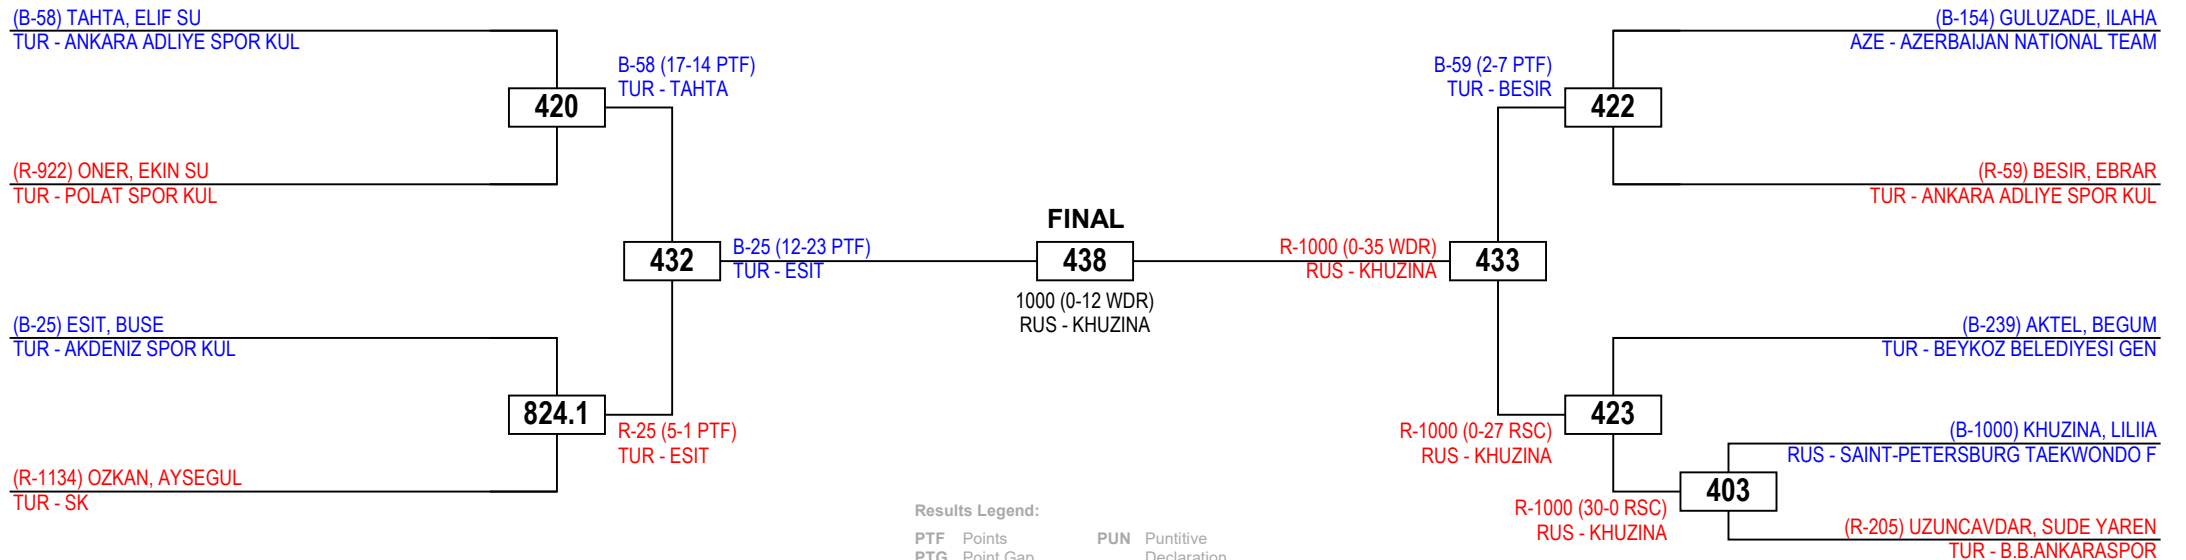 (B-58) TAHTA, ELIF SU
TUR - ANKARA ADLIYE SPOR KUL
B-58 (17-14 PTF)
TUR - TAHTA
420
(R-922) ONER, EKIN SU
TUR - POLAT SPOR KUL
432
B-25 (12-23 PTF)
TUR - ESIT
(B-25) ESIT, BUSE
TUR - AKDENIZ SPOR KUL
824.1
R-25 (5-1 PTF)
TUR - ESIT
(R-1134) OZKAN, AYSEGUL
TUR - SK
FINAL
438
1000 (0-12 WDR)
RUS - KHUZINA
(B-154) GULUZADE, ILAHA
AZE - AZERBAIJAN NATIONAL TEAM
B-59 (2-7 PTF)
TUR - BESIR
422
(R-59) BESIR, EBRAR
TUR - ANKARA ADLIYE SPOR KUL
R-1000 (0-35 WDR)
RUS - KHUZINA
433
(B-239) AKTEL, BEGUM
TUR - BEYKOZ BELEDIYESI GEN
423
R-1000 (0-27 RSC)
RUS - KHUZINA
(B-1000) KHUZINA, LILIIA
RUS - SAINT-PETERSBURG TAEKWONDO F
403
R-1000 (30-0 RSC)
RUS - KHUZINA
(R-205) UZUNCAVDAR, SUDE YAREN
TUR - B.B.ANKARASPOR
Results Legend:
PTF Points PUN Puntitive
PTG Point Gap Declaration